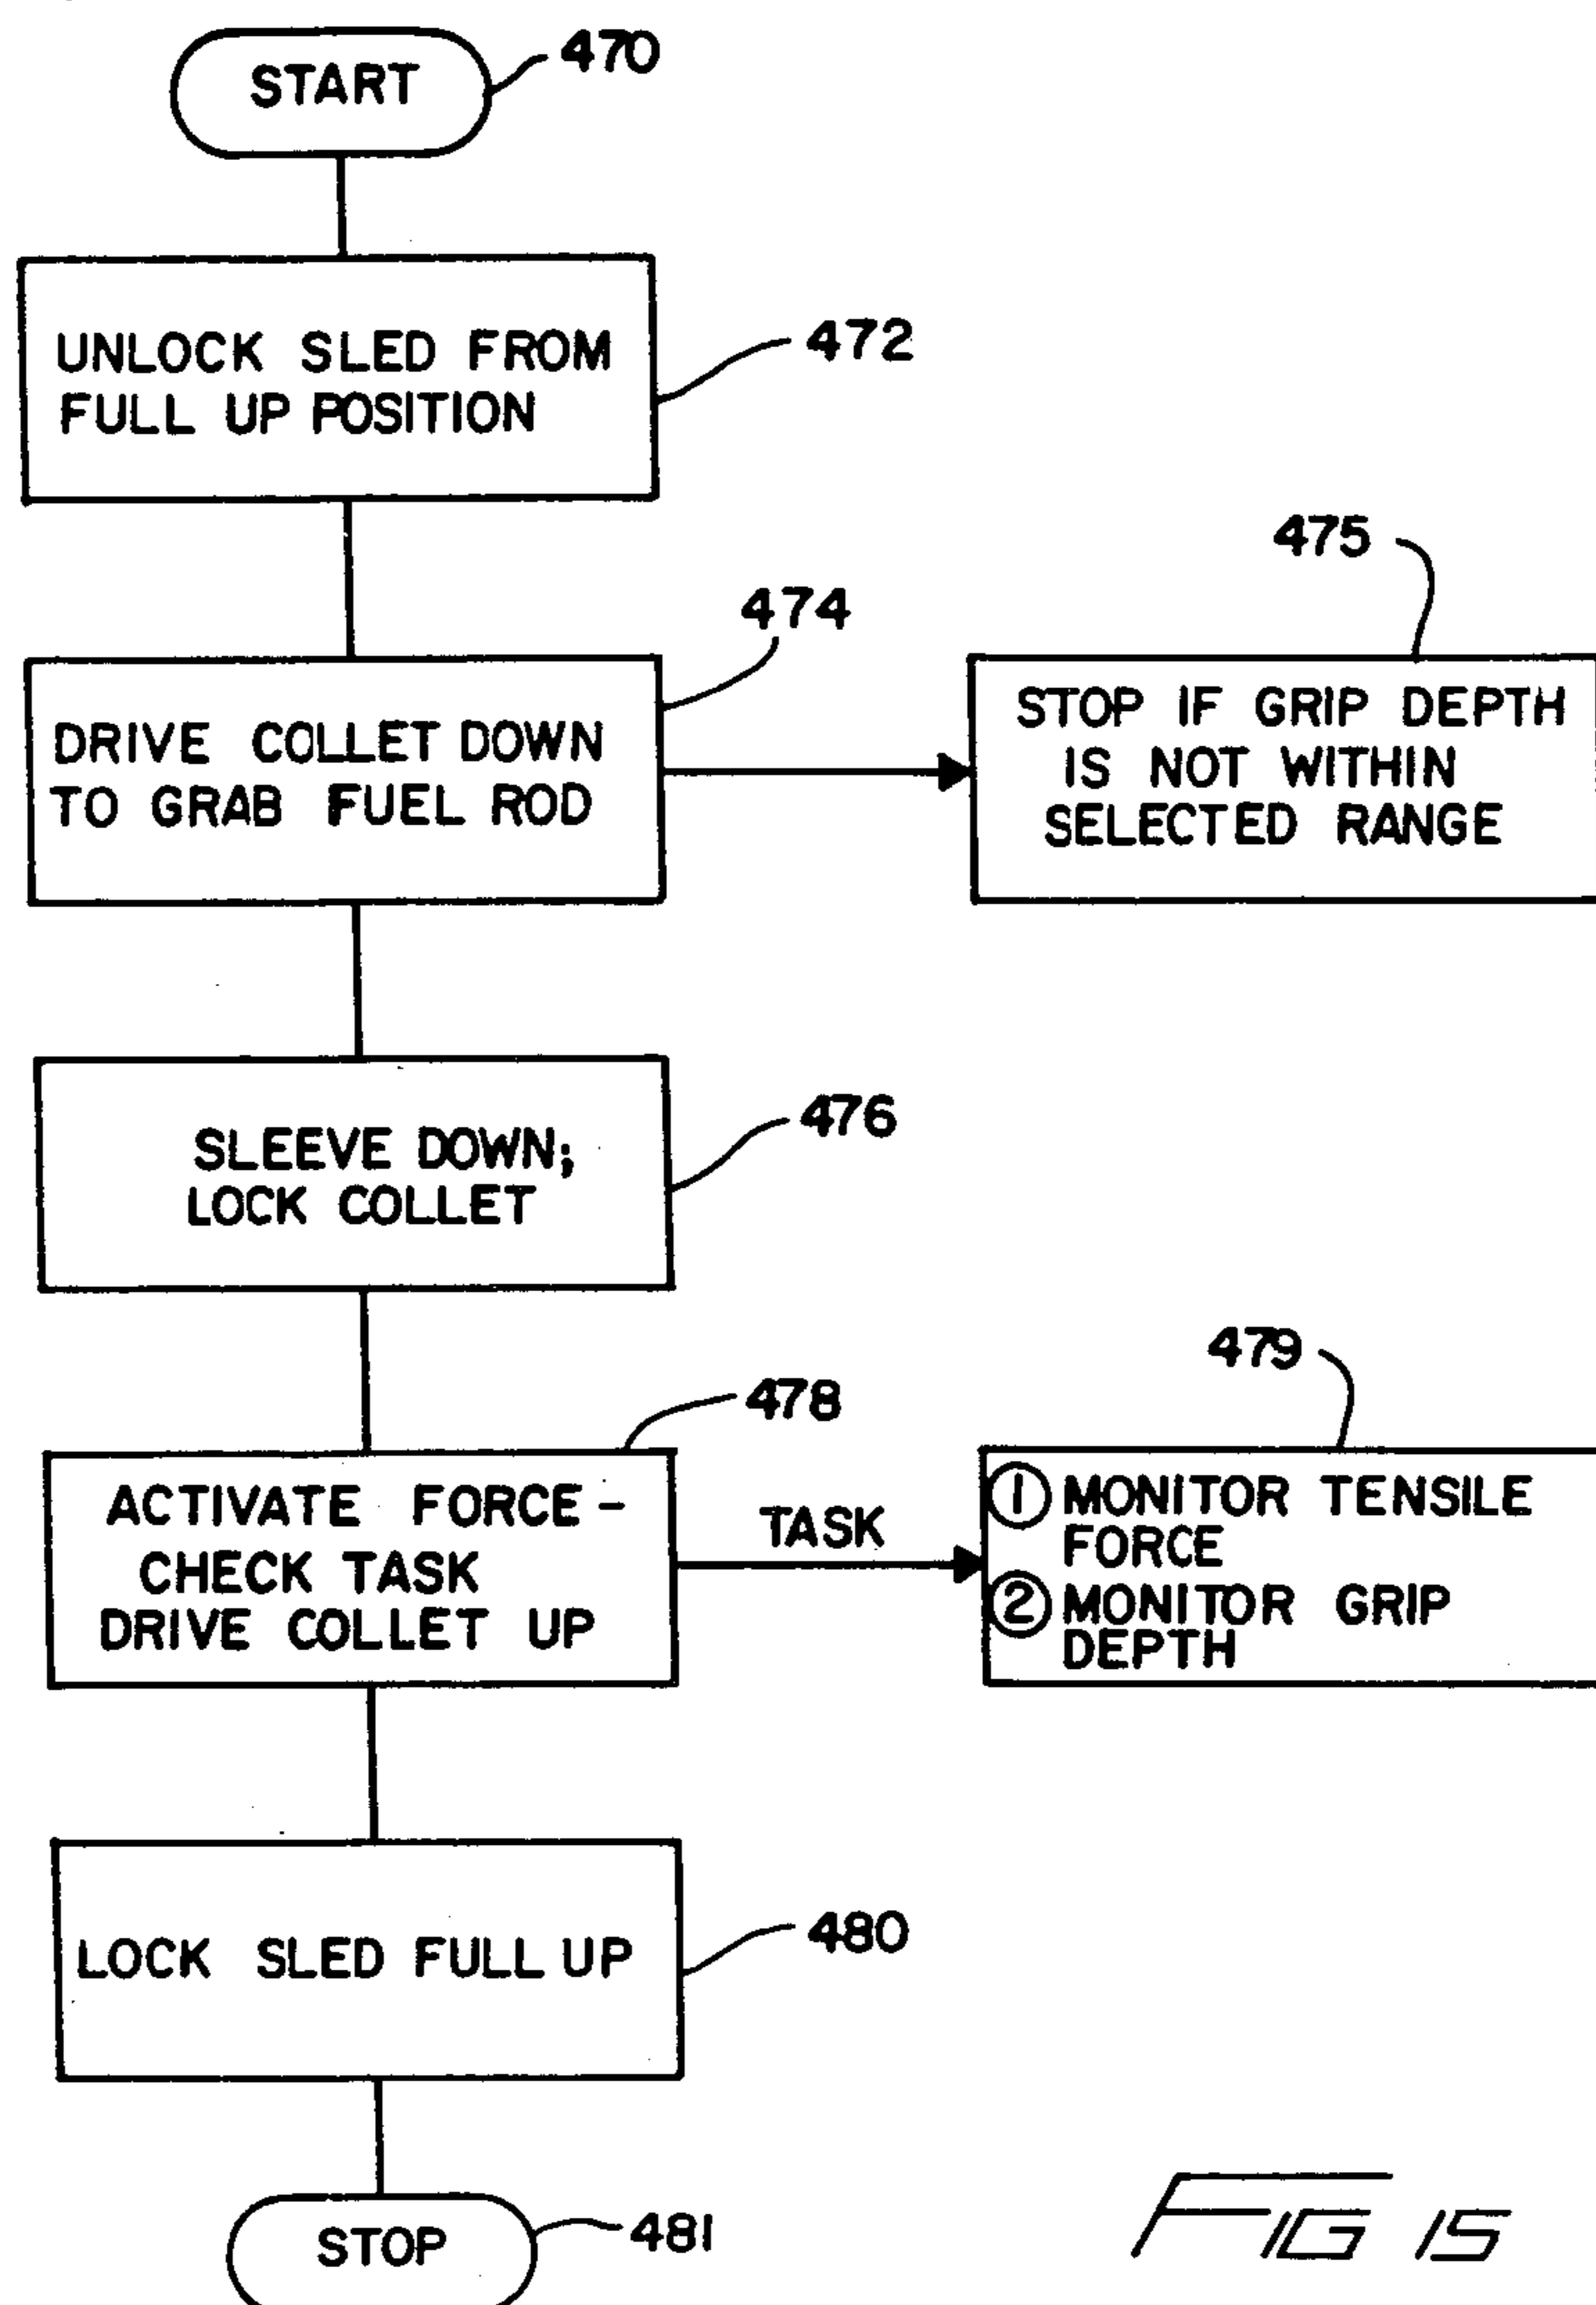 START
470
UNLOCK SLED FROM
FULL UP POSITION
472
474
475
DRIVE COLLET DOWN
TO GRAB FUEL ROD
STOP IF GRIP DEPTH
IS NOT WITHIN
SELECTED RANGE
SLEEVE DOWN;
LOCK COLLET
476
478
479
ACTIVATE FORCE-
CHECK TASK
DRIVE COLLET UP
TASK
① MONITOR TENSILE
FORCE
② MONITOR GRIP
DEPTH
LOCK SLED FULL UP
480
STOP
481
FIG 15